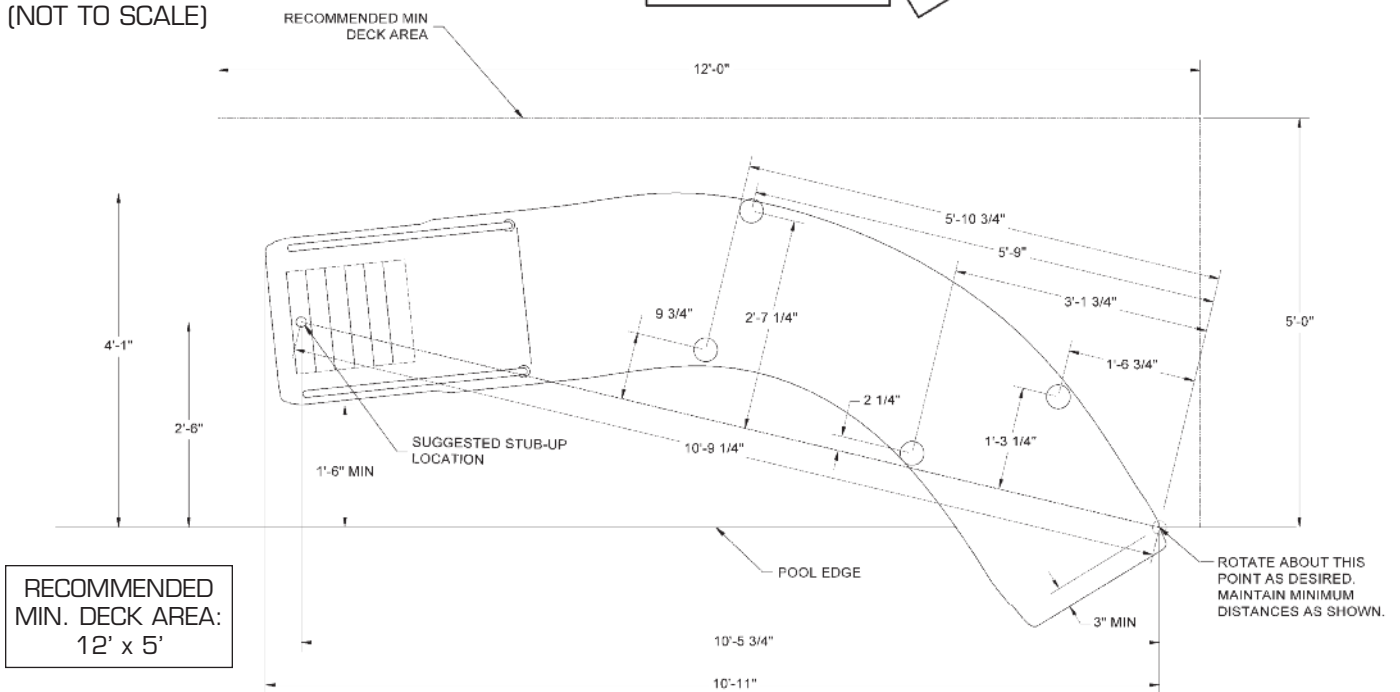 (NOT TO SCALE)
RECOMMENDED MIN
DECK AREA
12'-0"
5'-10 3/4"
5'-9"
3'-1 3/4"
1'-6 3/4"
5'-0"
4'-1"
9 3/4"
2'-7 1/4"
2'-6"
2 1/4"
1'-3 1/4"
10'-9 1/4"
SUGGESTED STUB-UP
LOCATION
1'-6" MIN
POOL EDGE
ROTATE ABOUT THIS
POINT AS DESIRED.
MAINTAIN MINIMUM
DISTANCES AS SHOWN.
3" MIN
RECOMMENDED
MIN. DECK AREA:
12' x 5'
10'-5 3/4"
10'-11"